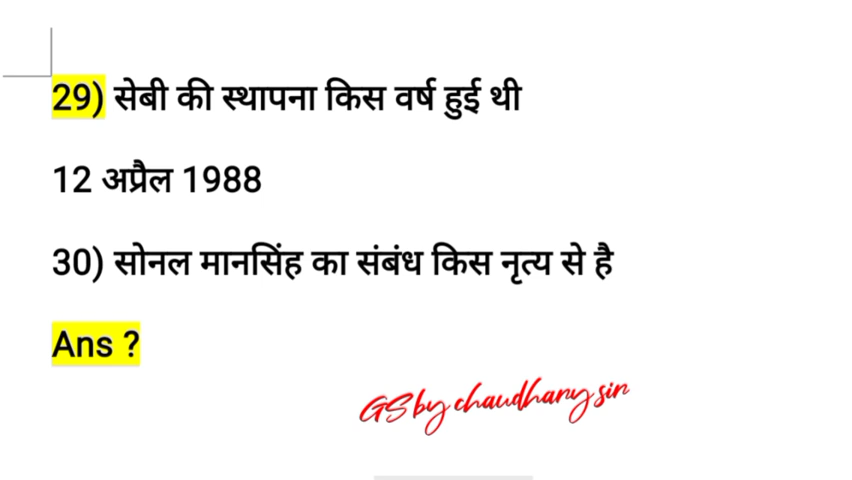 29) सेबी की स्थापना किस वर्ष हुई थी
12 अप्रैल 1988
30) सोनल मानसिंह का संबंध किस नृत्य से है
Ans ?
GS by chaudhary sir